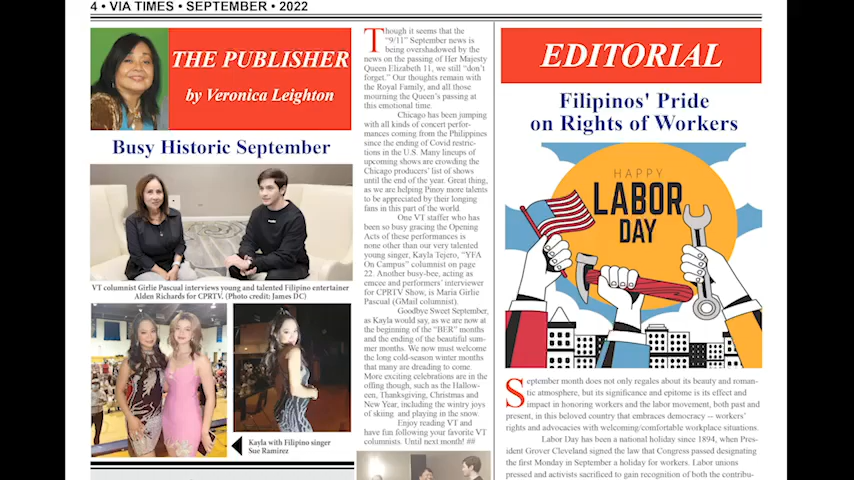 4 • VIA TIMES • SEPTEMBER • 2022
THE PUBLISHER
by Veronica Leighton
Busy Historic September
VT columnist Girlie Pascual interviews young and talented Filipino entertainer
Alden Richards for CPRTV. (Photo credit: James DC)
Kayla with Filipino singer
Sue Ramirez
Though it seems that the
"9/11" September news is
being overshadowed by the
news on the passing of Her Majesty
Queen Elizabeth 11, we still "don't
forget." Our thoughts remain with
the Royal Family, and all those
mourning the Queen's passing at
this emotional time.
Chicago has been jumping
with all kinds of concert perfor-
mances coming from the Philippines
since the ending of Covid restric-
tions in the U.S. Many lineups of
upcoming shows are crowding the
Chicago producers' list of shows
until the end of the year. Great thing,
as we are helping Pinoy more talents
to be appreciated by their longing
fans in this part of the world.
One VT staffer who has
been so busy gracing the Opening
Acts of these performances is
none other than our very talented
young singer, Kayla Tejero, "YFA
On Campus" columnist on page
22. Another busy-bee, acting as
emcee and performers' interviewer
for CPRTV Show, is Maria Girlie
Pascual (GMail columnist).
Goodbye Sweet September,
as Kayla would say, as we are now at
the beginning of the "BER" months
and the ending of the beautiful sum-
mer months. We now must welcome
the long cold-season winter months
that many are dreading to come.
More exciting celebrations are in the
offing though, such as the Hallow-
een, Thanksgiving, Christmas and
New Year, including the wintry joys
of skiing and playing in the snow.
Enjoy reading VT and
have fun following your favorite VT
columnists. Until next month! ##
EDITORIAL
Filipinos' Pride
on Rights of Workers
HAPPY
LABOR
DAY
September month does not only regales about its beauty and roman-
tic atmosphere, but its significance and epitome is its effect and
impact in honoring workers and the labor movement, both past and
present, in this beloved country that embraces democracy -- workers'
rights and advocacies with welcoming/comfortable workplace situations.
Labor Day has been a national holiday since 1894, when Pres-
ident Grover Cleveland signed the law that Congress passed designating
the first Monday in September a holiday for workers. Labor unions
pressed and activists sacrificed to gain recognition of both the contribu-